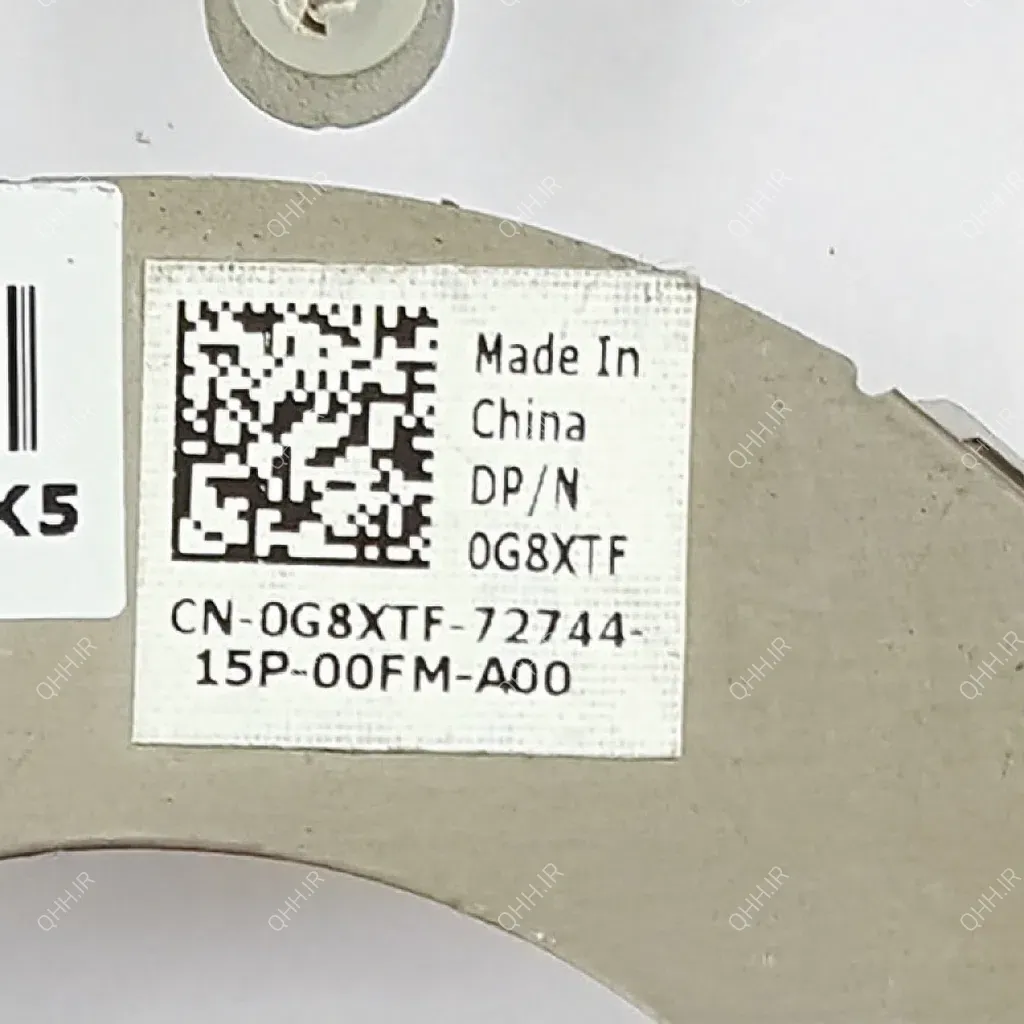 Made In
China
DP/N
0G8XTF
CN-0G8XTF-72744-
15P-00FM-A00
K5
QHH.IR